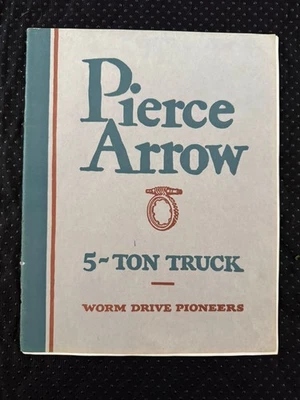 Pierce
Arrow
5-TON TRUCK
WORM DRIVE PIONEERS